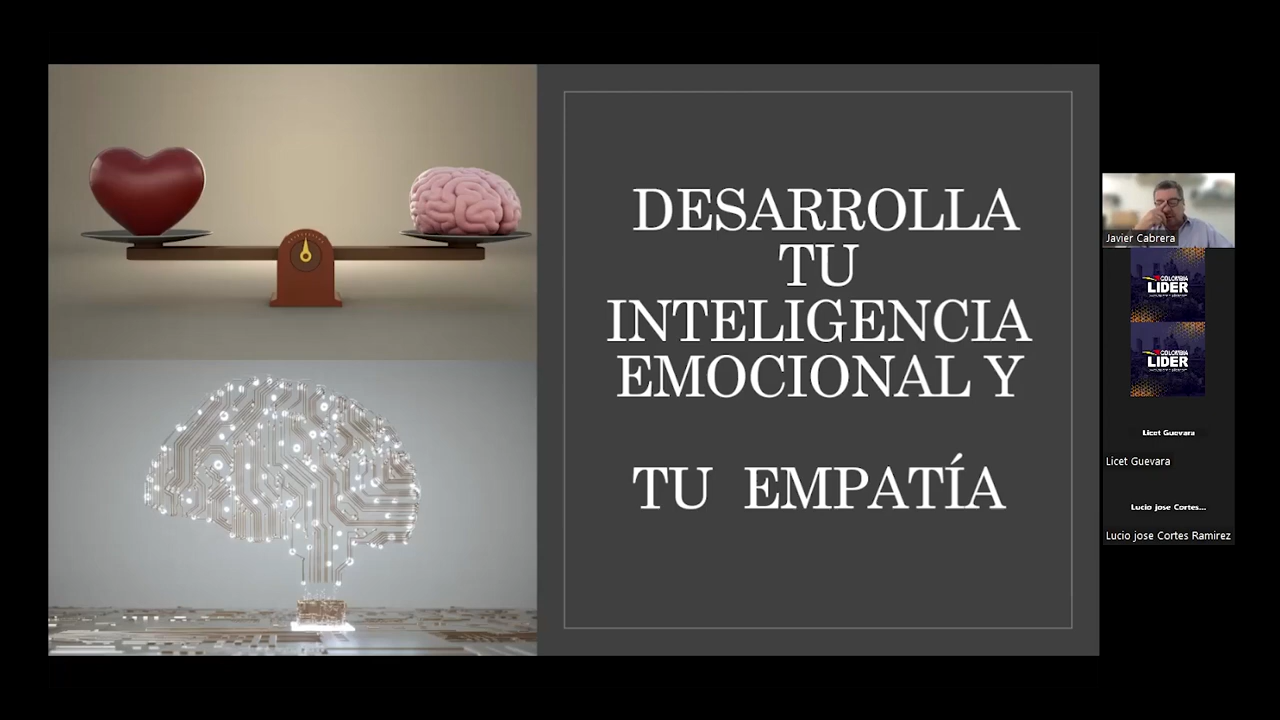 DESARROLLA
TU
INTELIGENCIA
EMOCIONAL Y
TU EMPATÍA
Javier Cabrera
COLOMBIA
LIDER
COLOMBIA
LIDER
Licet Guevara
Licet Guevara
Lucio jose Cortes...
Lucio jose Cortes Ramirez